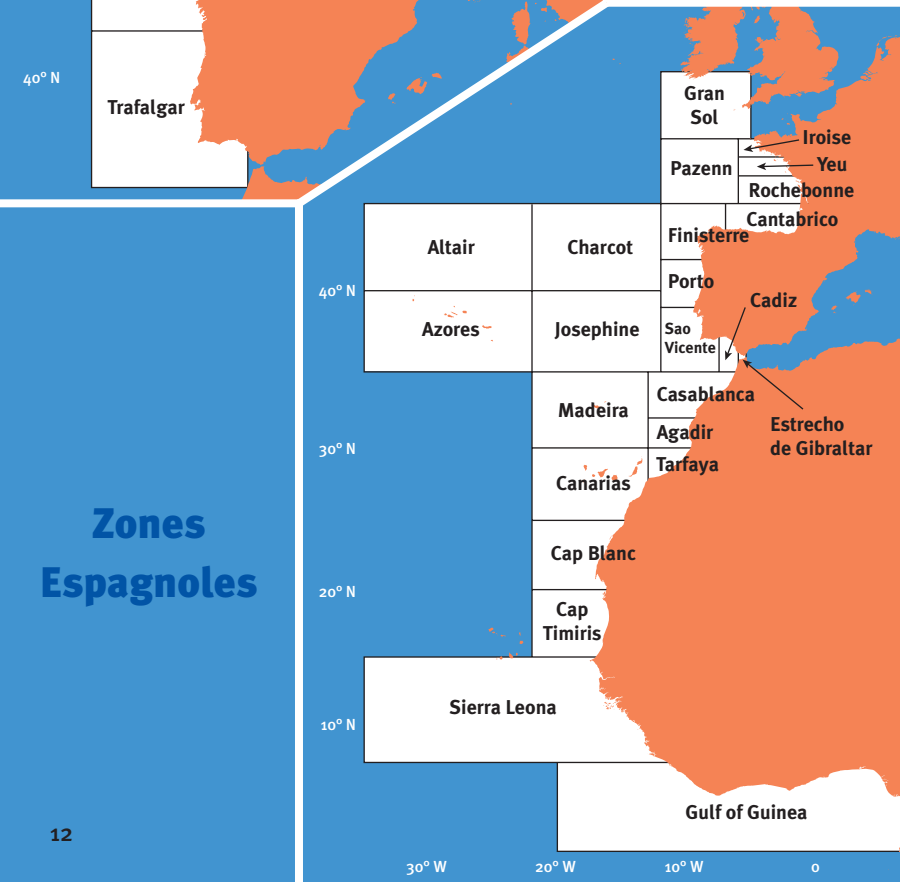 40° N
Trafalgar
Gran
Sol
Iroise
Pazenn
Yeu
Rochebonne
Cantabrico
Finisterre
Altair
Charcot
Porto
40° N
Cadiz
Azores
Josephine
Sao
Vicente
Casablanca
Madeira
Estrecho
de Gibraltar
Agadir
30° N
Tarfaya
Canarias
Zones
Espagnoles
Cap Blanc
20° N
Cap
Timiris
Sierra Leona
10° N
Gulf of Guinea
12
30° W
20° W
10° W
0